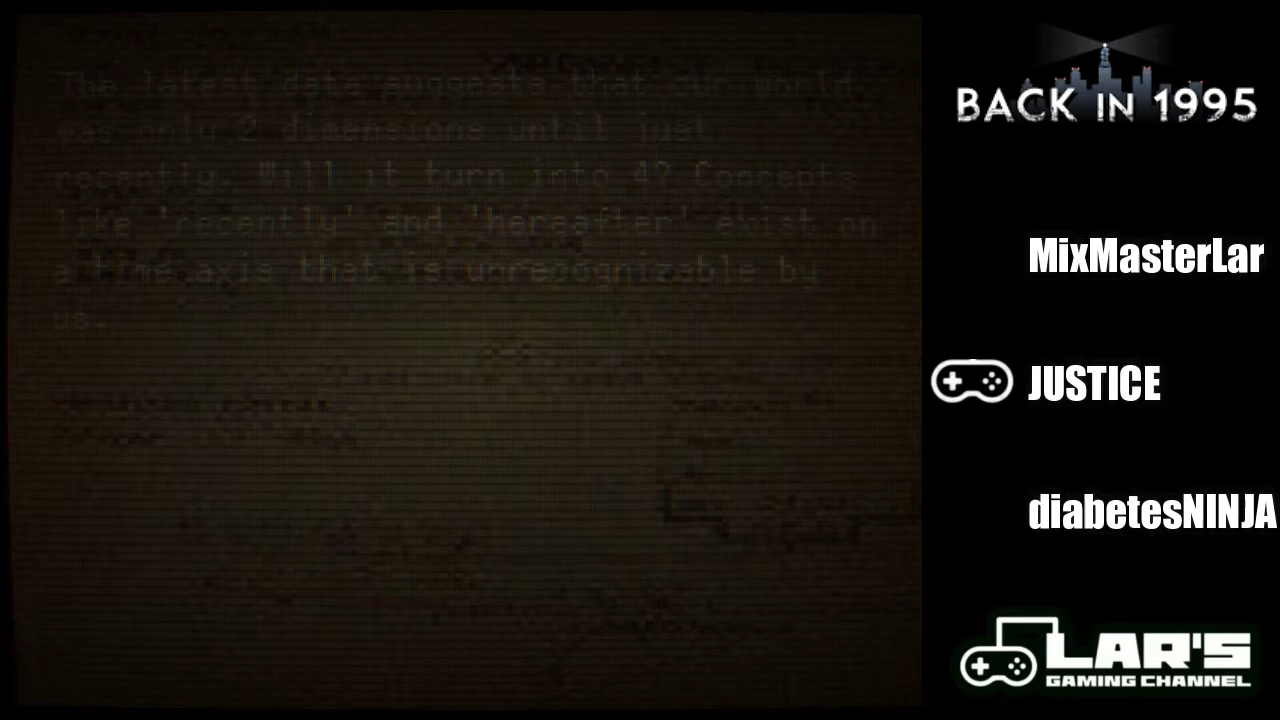 The latest data suggests that our world
was only 2 dimensions until just
recently. Will it turn into 4? Concepts
like 'recently' and 'hereafter' exist on
a time axis that is unrecognizable by
us.
BACK IN 1995
MixMasterLar
JUSTICE
diabetesNINJA
LAR'S
GAMING CHANNEL